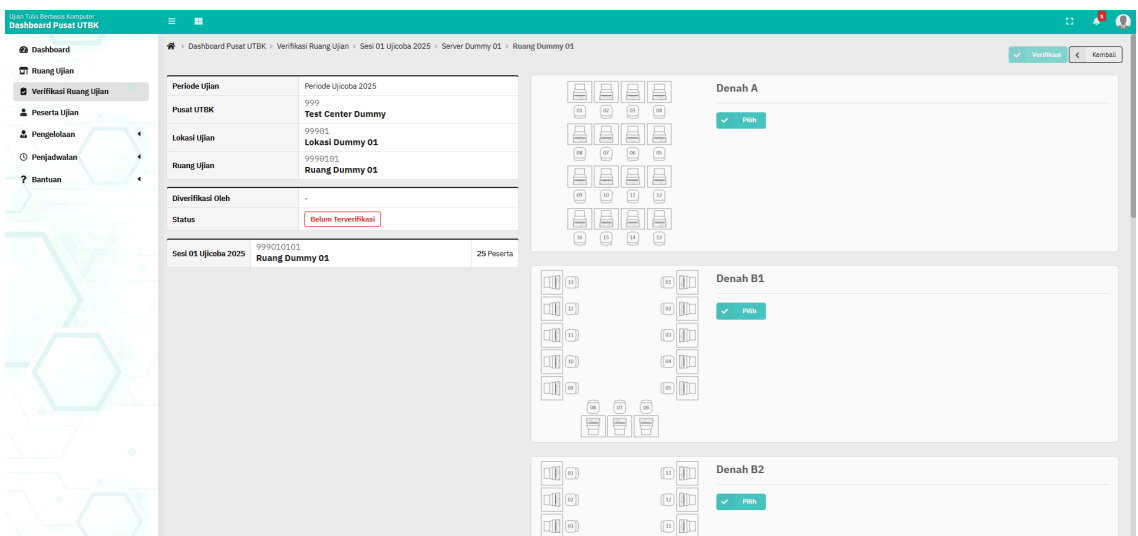 Ujian Tulis Berbasis Komputer
Dashboard Pusat UTBK
Dashboard
Ruang Ujian
Verifikasi Ruang Ujian
Peserta Ujian
Pengelolaan
Penjadwalan
? Bantuan
> Dashboard Pusat UTBK > Verifikasi Ruang Ujian > Sesi 01 Ujicoba 2025 > Server Dummy 01 > Ruang Dummy 01
Verifikasi
Kembali
Periode Ujian Periode Ujicoba 2025
Pusat UTBK 999
Test Center Dummy
Lokasi Ujian 99901
Lokasi Dummy 01
Ruang Ujian 9990101
Ruang Dummy 01
Diverifikasi Oleh -
Status Belum Terverifikasi
Sesi 01 Ujicoba 2025 999010101
Ruang Dummy 01 25 Peserta
Denah A
Pilih
01 02 03 04
08 07 06 05
09 10 11 12
16 15 14 13
Denah B1
Pilih
13 01
12 02
11 03
10 04
09 05
08 07 06
Denah B2
Pilih
01 13
02 12
03 11